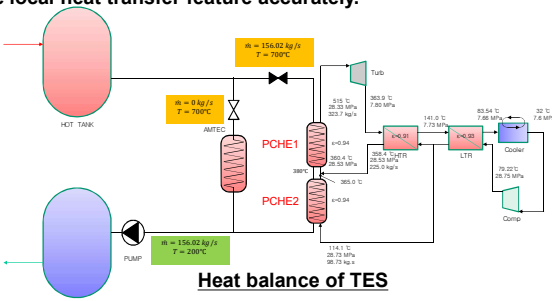 e local heat transfer feature accurately.
ṁ = 156.02 kg/s
T = 700℃
ṁ = 0 kg/s
T = 700℃
HOT TANK
AMTEC
PCHE1
PCHE2
380℃
ε=0.94
ε=0.94
515 ℃
28.33 MPa
323.7 kg/s
360.4 ℃
28.53 MPa
365.0 ℃
Turb
363.9 ℃
7.80 MPa
ε=0.91
HTR
358.4 ℃
28.53 MPa
225.0 kg/s
141.0 ℃
7.73 MPa
ε=0.93
LTR
83.54 ℃
7.66 MPa
32 ℃
7.6 MPa
Cooler
79.22℃
28.75 MPa
Comp
114.1 ℃
28.73 MPa
98.73 kg.s
PUMP
ṁ = 156.02 kg/s
T = 200℃
Heat balance of TES